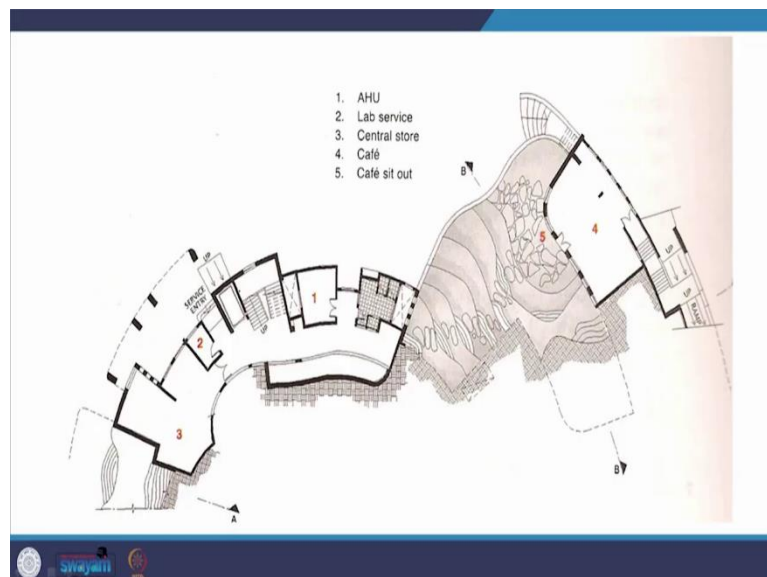 1. AHU
2. Lab service
3. Central store
4. Café
5. Café sit out
B
5
4
UP
UP
RAMP
UP
SERVICE
ENTRY
1
UP
2
3
A
B
swayam